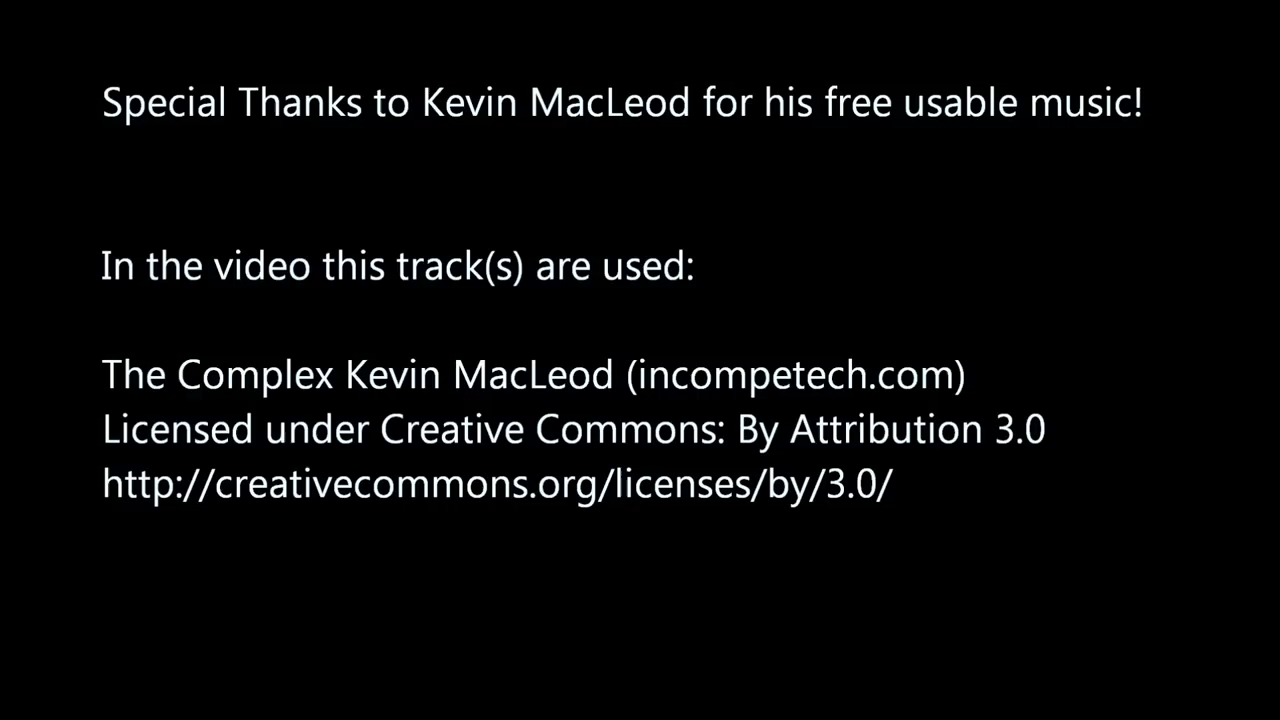 Special Thanks to Kevin MacLeod for his free usable music!
In the video this track(s) are used:
The Complex Kevin MacLeod (incompetech.com)
Licensed under Creative Commons: By Attribution 3.0
http://creativecommons.org/licenses/by/3.0/